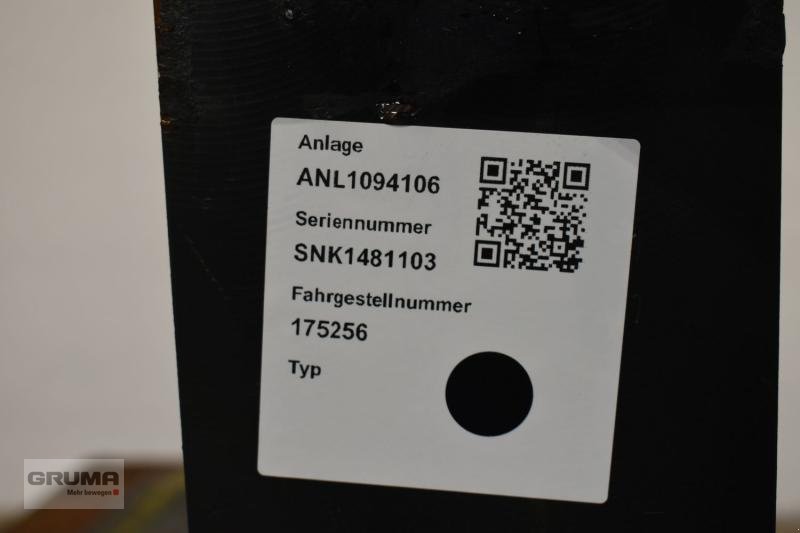 Anlage
ANL1094106
Seriennummer
SNK1481103
Fahrgestellnummer
175256
Typ
GRUMA
Mehr bewegen